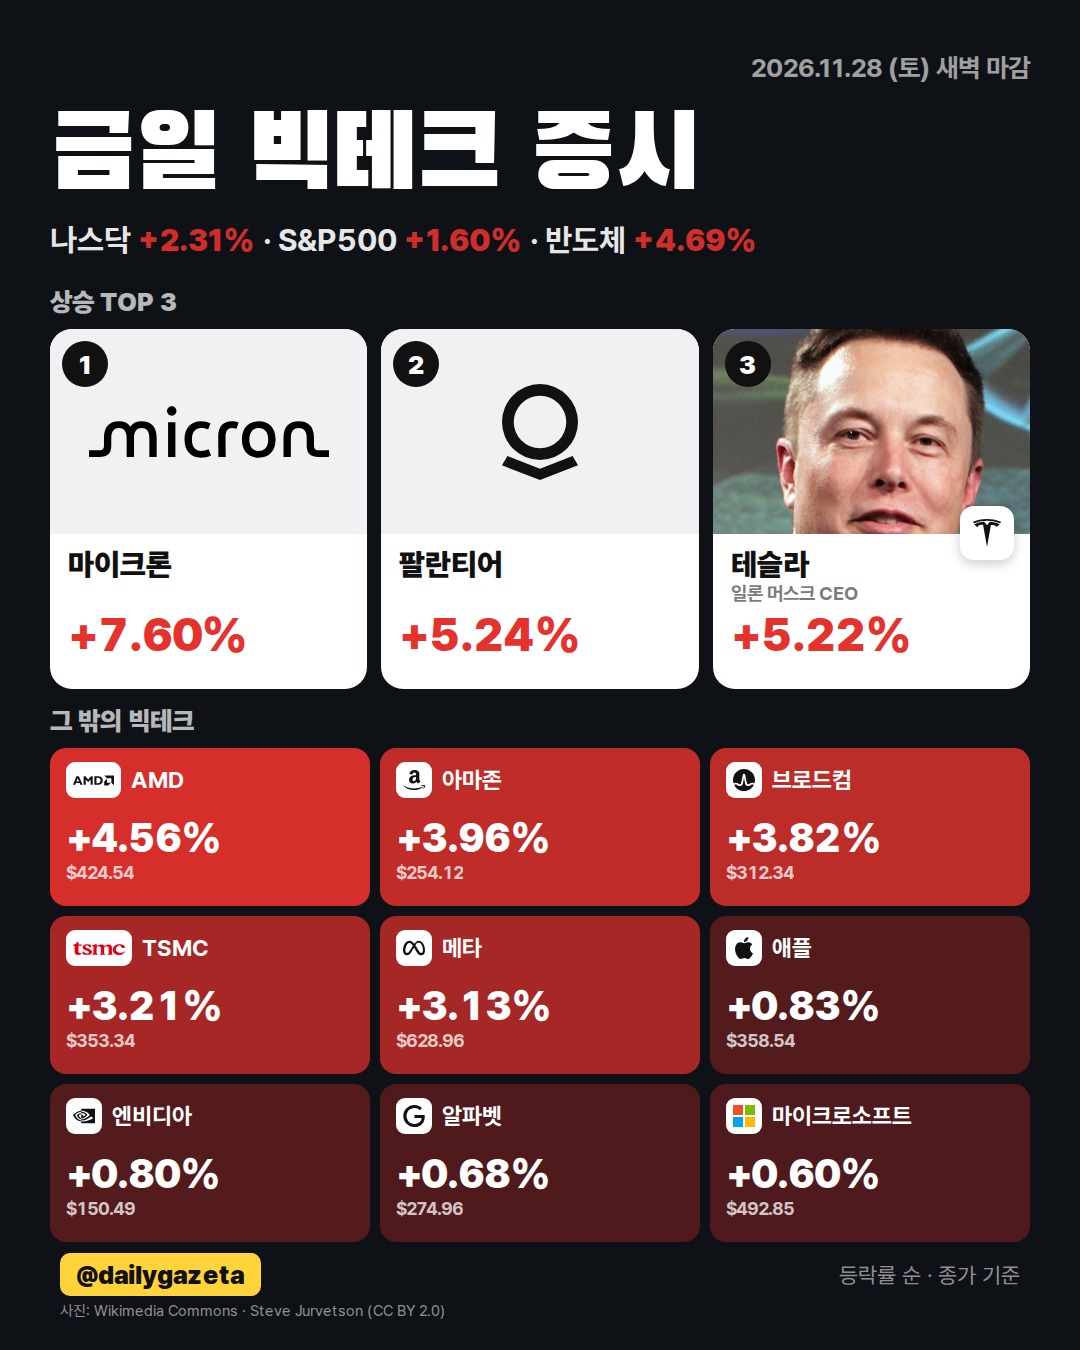 2026.11.28 (토) 새벽 마감
금일 빅테크 증시
나스닥 +2.31% · S&P500 +1.60% · 반도체 +4.69%
상승 TOP 3
1
micron
마이크론
+7.60%
2
팔란티어
+5.24%
3
테슬라
일론 머스크 CEO
+5.22%
그 밖의 빅테크
AMD AMD
+4.56%
$424.54
아마존
+3.96%
$254.12
브로드컴
+3.82%
$312.34
tsmc TSMC
+3.21%
$353.34
메타
+3.13%
$628.96
애플
+0.83%
$358.54
엔비디아
+0.80%
$150.49
알파벳
+0.68%
$274.96
마이크로소프트
+0.60%
$492.85
@dailygazeta
등락률 순 · 종가 기준
사진: Wikimedia Commons · Steve Jurvetson (CC BY 2.0)